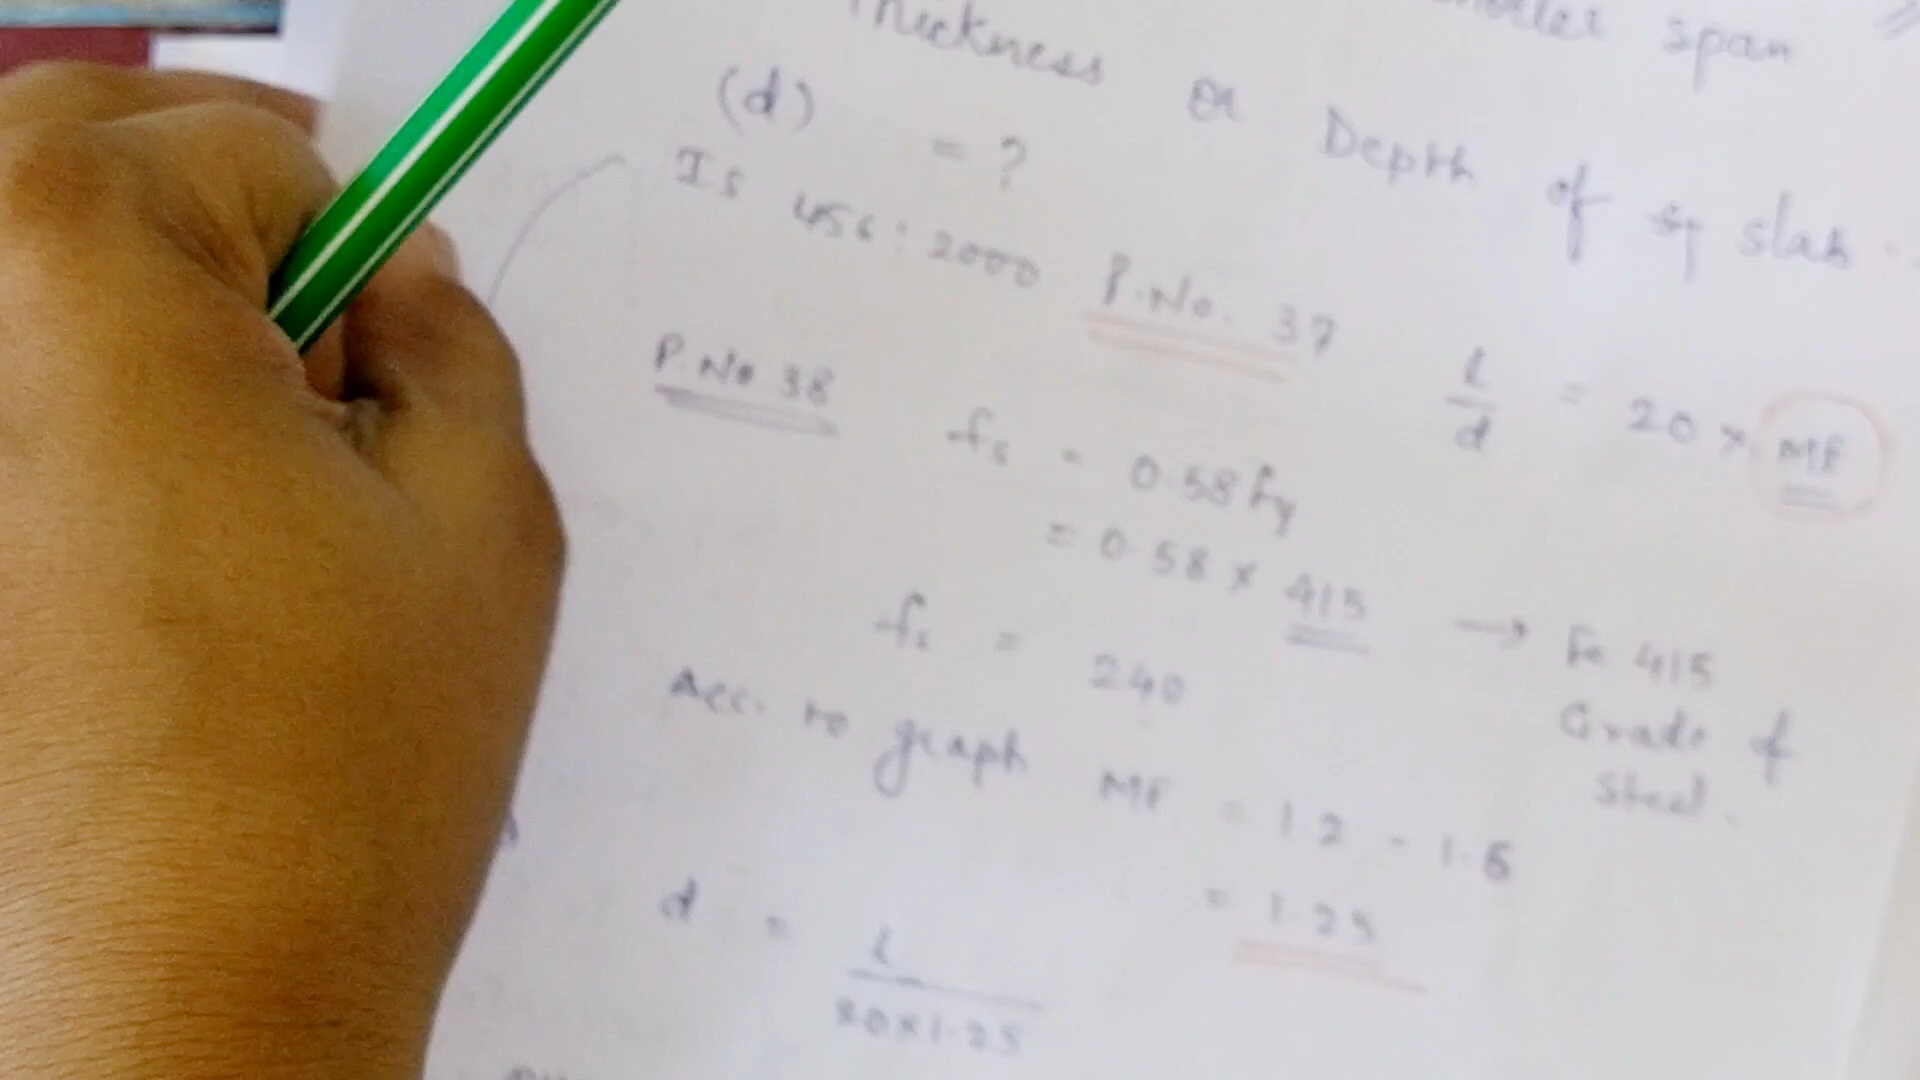 span
Thickness or Depth of slab :
(d) = ?
Is 456 : 2000 P.No. 37 l/d = 20 x MF
P.No 38
fs = 0.58 fy
= 0.58 x 415 → Fe 415
Grade of
Steel.
fs = 240
Acc. to graph MF = 1.2 - 1.6
= 1.25
d = l / 20x1.25